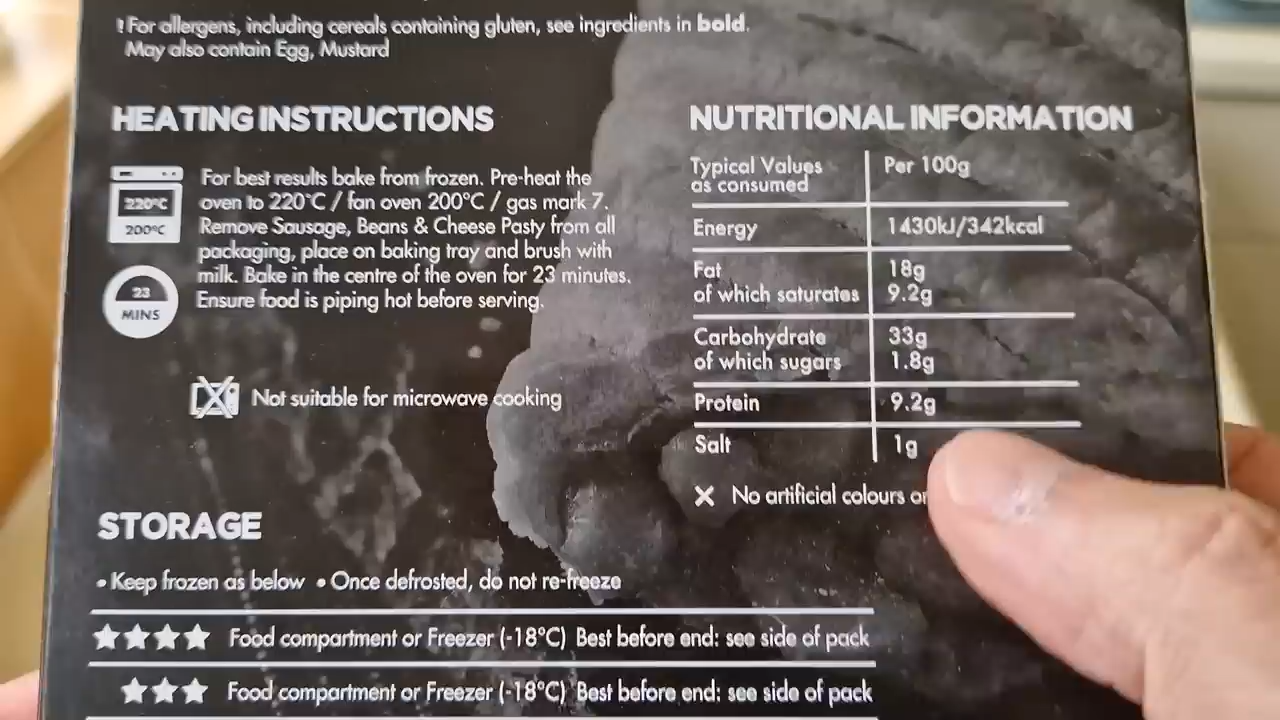 ! For allergens, including cereals containing gluten, see ingredients in bold.
May also contain Egg, Mustard
HEATING INSTRUCTIONS
220°C
200°C
23
MINS
For best results bake from frozen. Pre-heat the
oven to 220°C / fan oven 200°C / gas mark 7.
Remove Sausage, Beans & Cheese Pasty from all
packaging, place on baking tray and brush with
milk. Bake in the centre of the oven for 23 minutes.
Ensure food is piping hot before serving.
Not suitable for microwave cooking
NUTRITIONAL INFORMATION
Typical Values Per 100g
as consumed
Energy 1430kJ/342kcal
Fat 18g
of which saturates 9.2g
Carbohydrate 33g
of which sugars 1.8g
Protein 9.2g
Salt 1g
No artificial colours or
STORAGE
• Keep frozen as below • Once defrosted, do not re-freeze
Food compartment or Freezer (-18°C) Best before end: see side of pack
Food compartment or Freezer (-18°C) Best before end: see side of pack